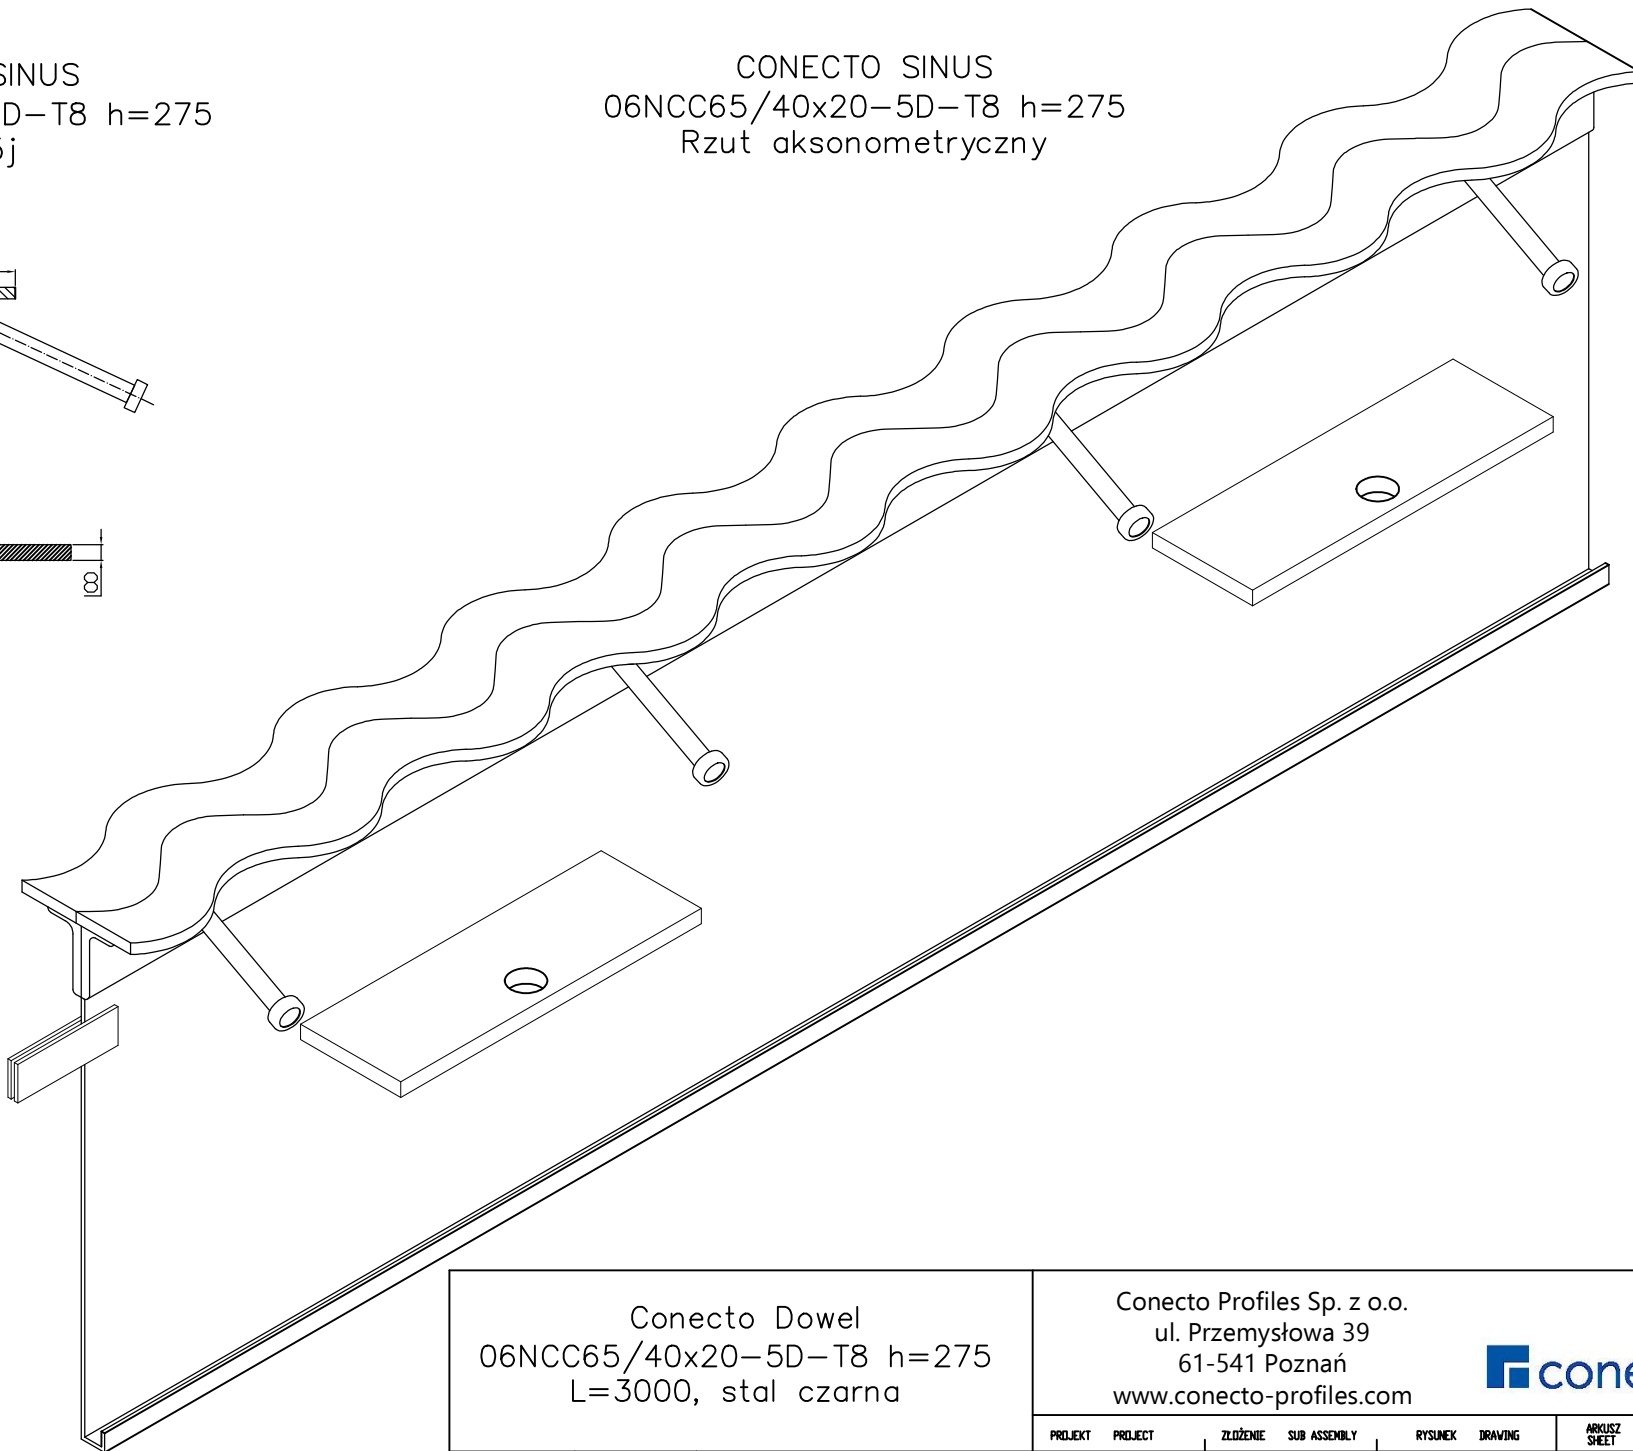 SINUS
D-T8 h=275
j
CONECTO SINUS
06NCC65/40x20-5D-T8 h=275
Rzut aksonometryczny
8
Conecto Dowel
06NCC65/40x20-5D-T8 h=275
L=3000, stal czarna
Conecto Profiles Sp. z o.o.
ul. Przemysłowa 39
61-541 Poznań
www.conecto-profiles.com
cone
PROJEKT PROJECT
ZŁOŻENIE SUB ASSEMBLY
RYSUNEK DRAWING
ARKUSZ
SHEET